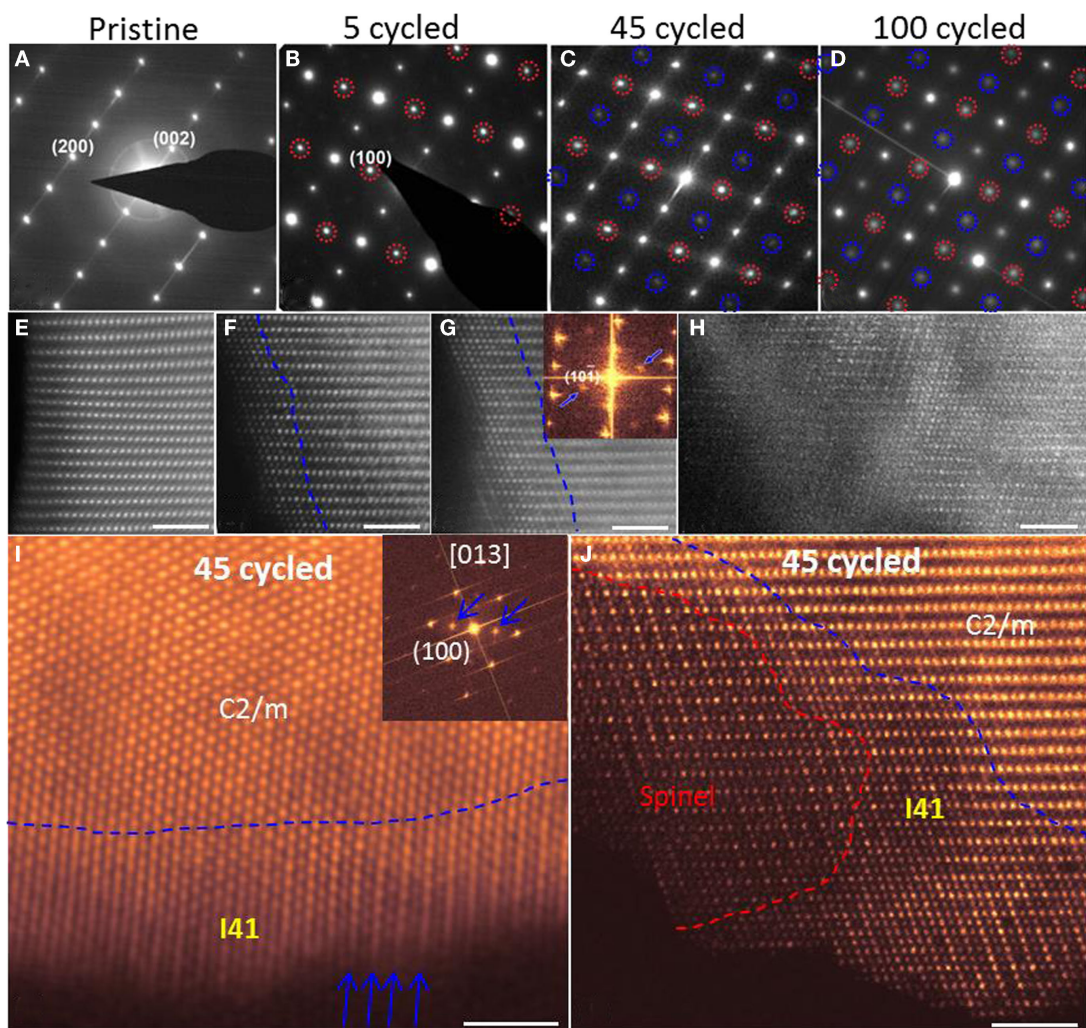 Pristine 5 cycled 45 cycled 100 cycled
A B C D
(200) (002) (100)
E F G H
(101̄)
I 45 cycled [013] J 45 cycled
(100) C2/m C2/m
Spinel I41
I41